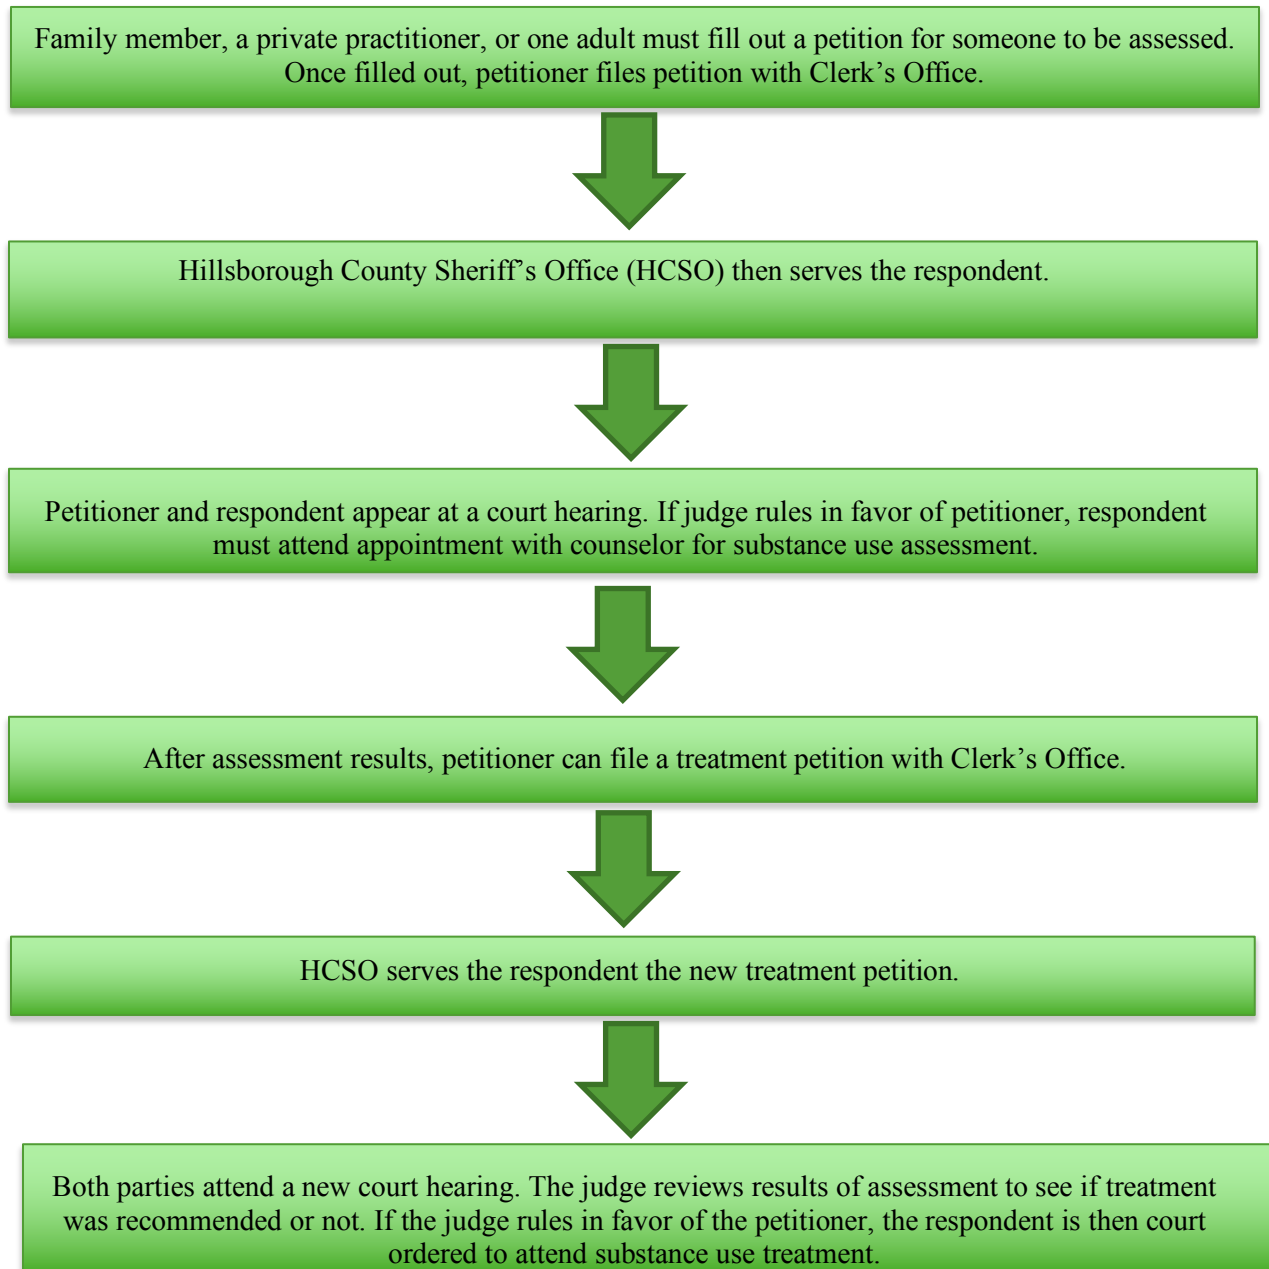 Family member, a private practitioner, or one adult must fill out a petition for someone to be assessed.
Once filled out, petitioner files petition with Clerk’s Office.
Hillsborough County Sheriff’s Office (HCSO) then serves the respondent.
Petitioner and respondent appear at a court hearing. If judge rules in favor of petitioner, respondent
must attend appointment with counselor for substance use assessment.
After assessment results, petitioner can file a treatment petition with Clerk’s Office.
HCSO serves the respondent the new treatment petition.
Both parties attend a new court hearing. The judge reviews results of assessment to see if treatment
was recommended or not. If the judge rules in favor of the petitioner, the respondent is then court
ordered to attend substance use treatment.